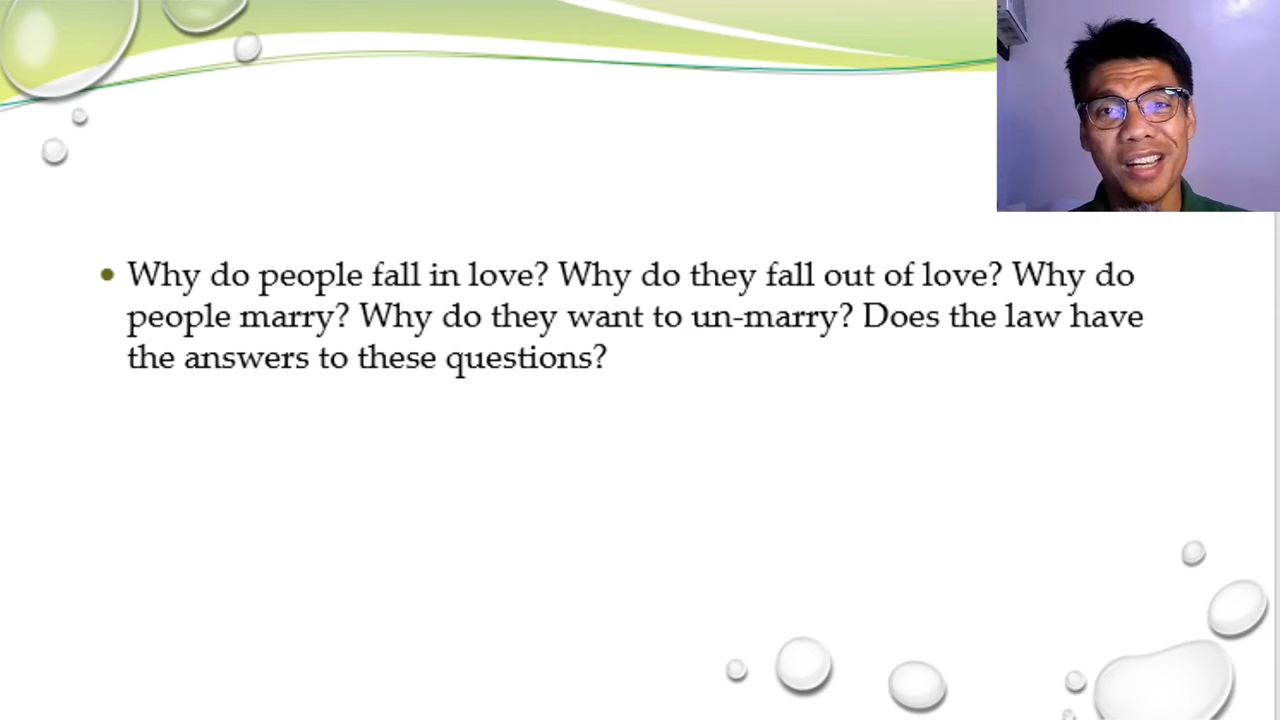 Why do people fall in love? Why do they fall out of love? Why do
people marry? Why do they want to un-marry? Does the law have
the answers to these questions?